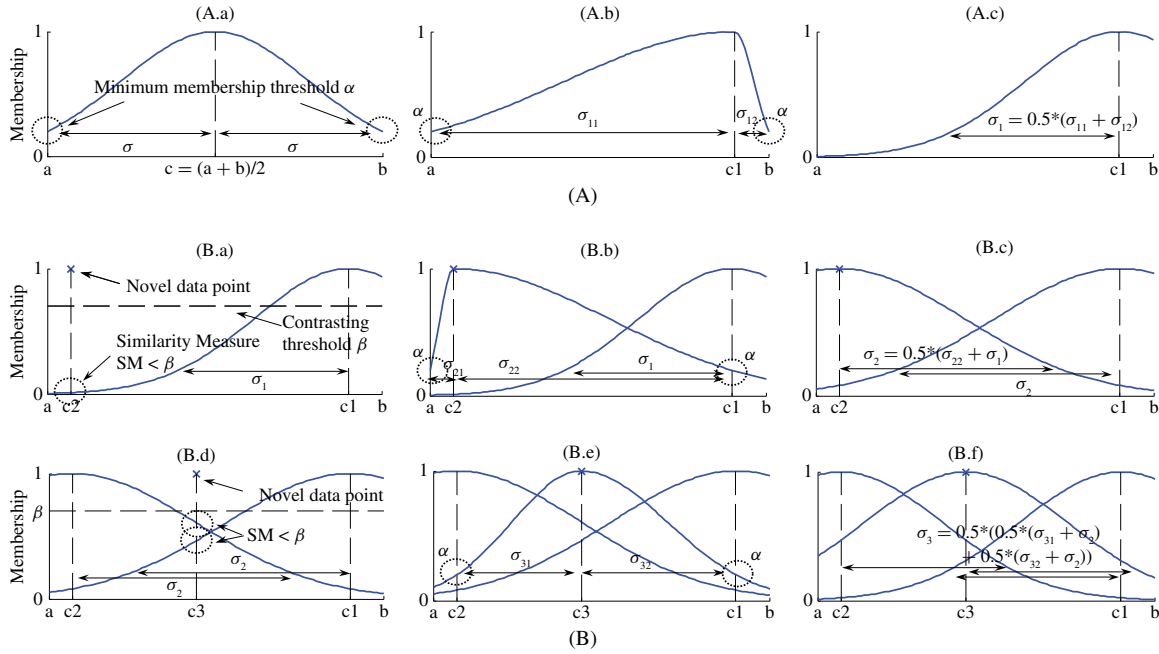 (A.a) (A.b) (A.c)
1 1 1
Membership
Minimum membership threshold α
α σ₁₁ σ₁₂ α
σ₁ = 0.5*(σ₁₁ + σ₁₂)
σ σ
0 0 0
a c = (a + b)/2 b
a c1 b
a c1 b
(A)
(B.a) (B.b) (B.c)
1 1 1
Membership
Novel data point
Contrasting
threshold β
Similarity Measure
SM < β
σ₁
α σ₂₁ σ₂₂ σ₁ α
σ₂ = 0.5*(σ₂₂ + σ₁)
σ₂
0 0 0
a c2 c1 b
a c2 c1 b
a c2 c1 b
(B.d) (B.e) (B.f)
1 1 1
Membership
β
Novel data point
SM < β
σ₂
σ₂
α σ₃₁ σ₃₂ α
σ₃ = 0.5*(0.5*(σ₃₁ + σ₂)
+ 0.5*(σ₃₂ + σ₂))
0 0 0
a c2 c3 c1 b
a c2 c3 c1 b
a c2 c3 c1 b
(B)